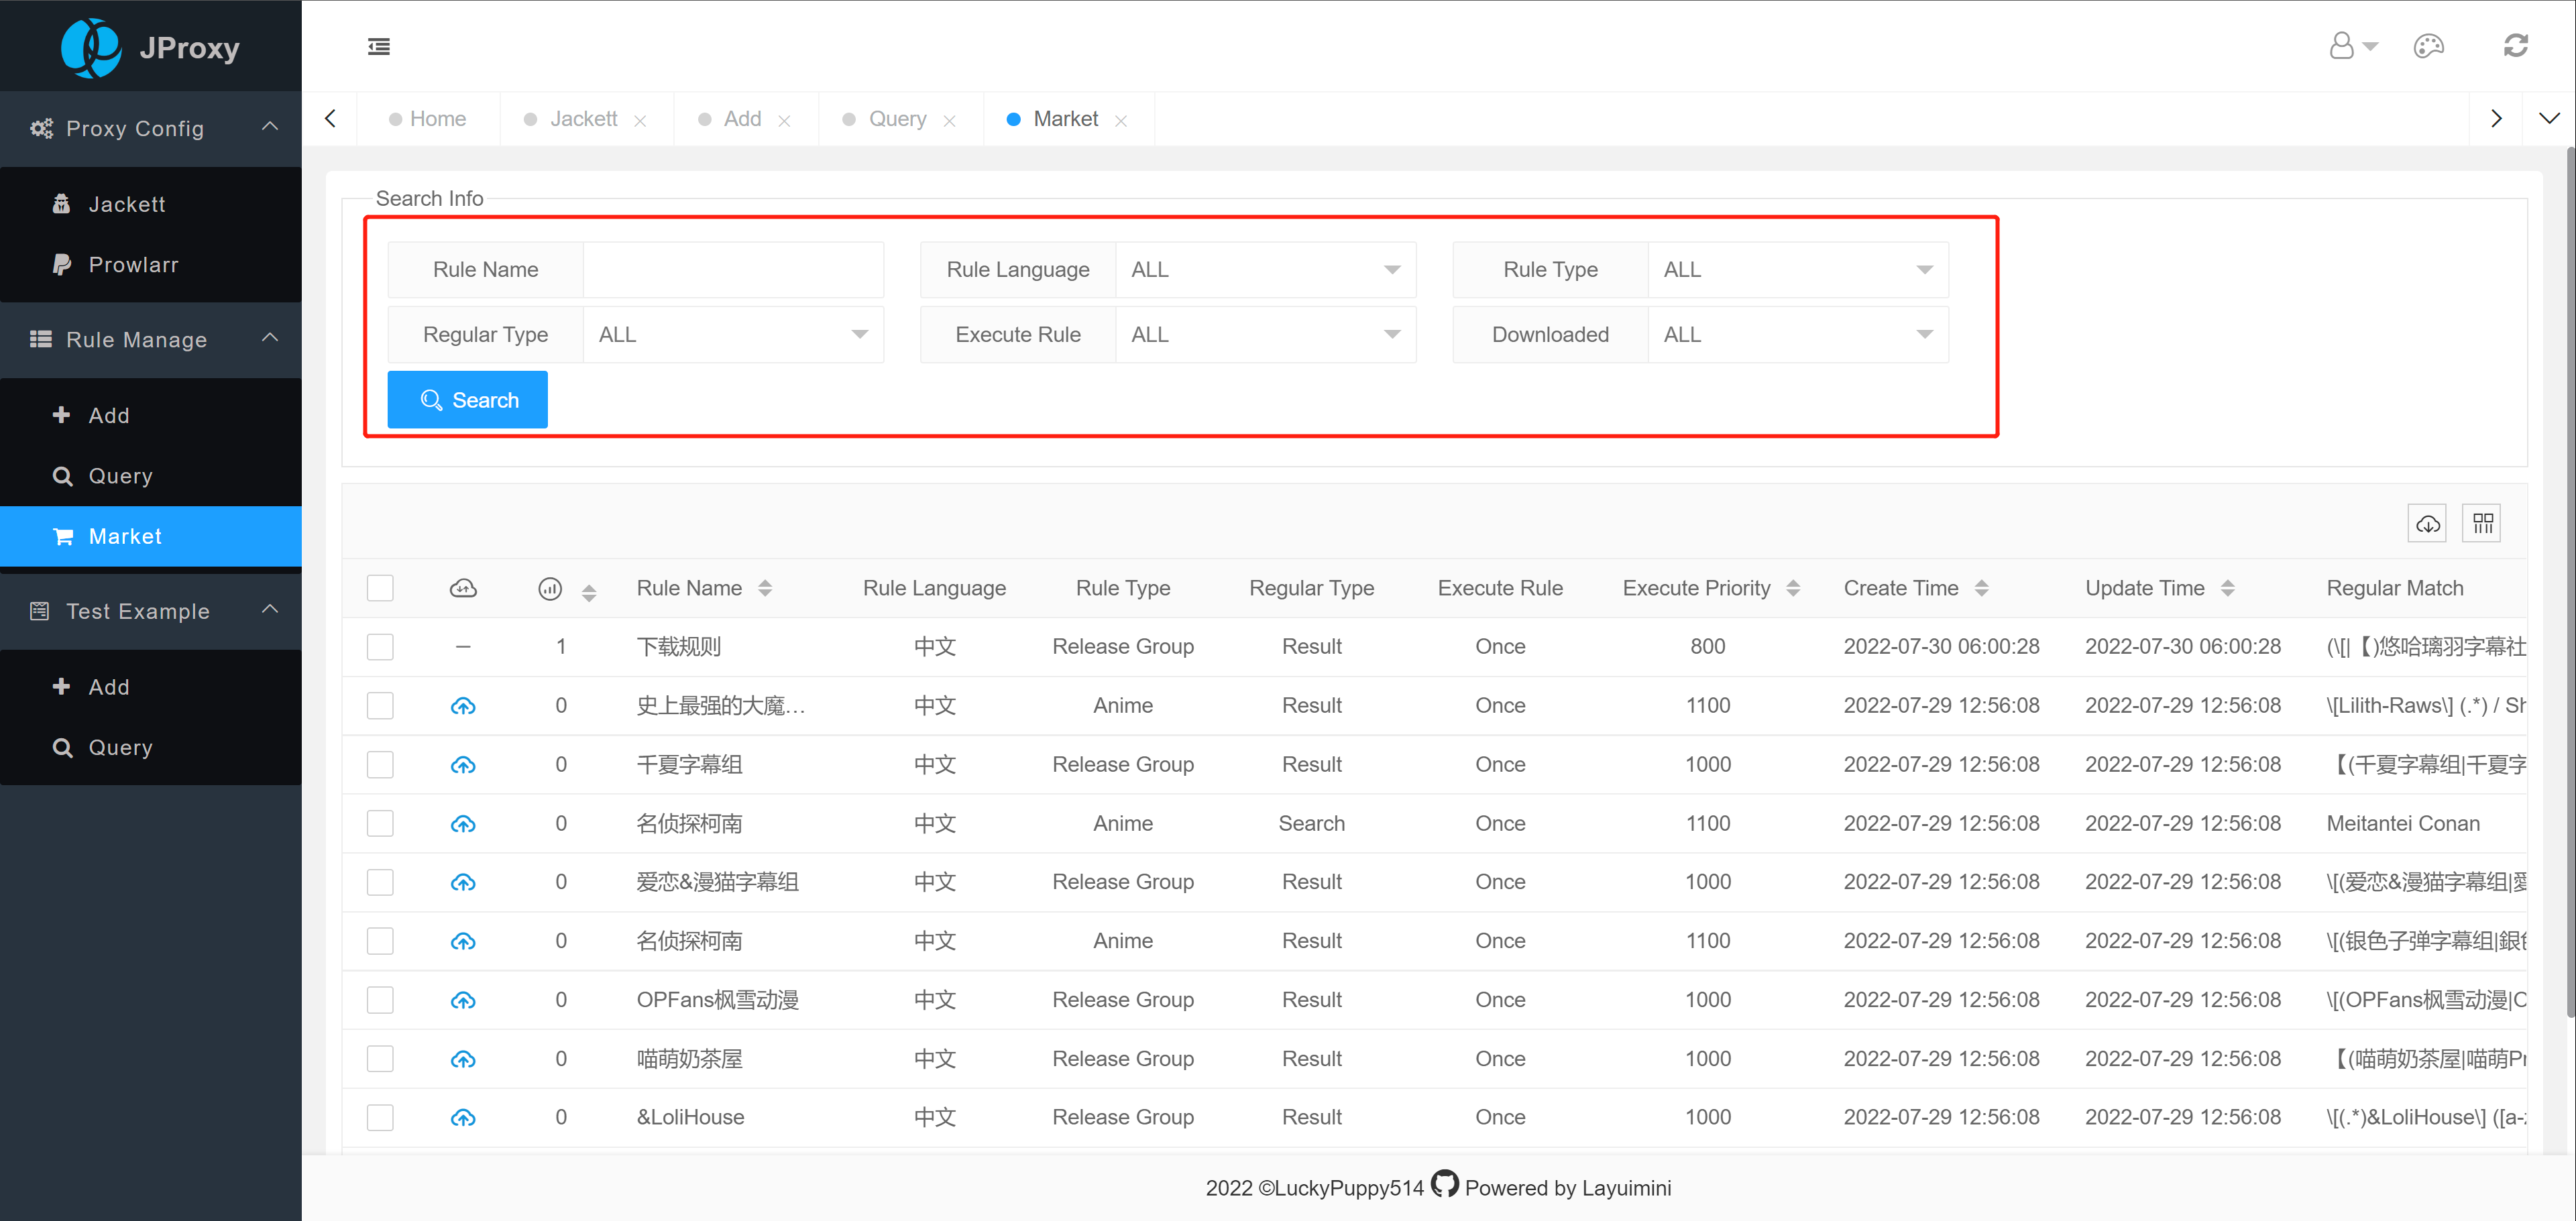 JProxy
Proxy Config
Jackett
Prowlarr
Rule Manage
Add
Query
Market
Test Example
Add
Query
Home Jackett Add Query Market
Search Info
Rule Name Rule Language ALL Rule Type ALL
Regular Type ALL Execute Rule ALL Downloaded ALL
Search
Rule Name Rule Language Rule Type Regular Type Execute Rule Execute Priority Create Time Update Time Regular Match
1 下载规则 中文 Release Group Result Once 800 2022-07-30 06:00:28 2022-07-30 06:00:28 (\[|【)悠哈璃羽字幕社
0 史上最强的大魔... 中文 Anime Result Once 1100 2022-07-29 12:56:08 2022-07-29 12:56:08 \[Lilith-Raws\] (.*) / Sh
0 千夏字幕组 中文 Release Group Result Once 1000 2022-07-29 12:56:08 2022-07-29 12:56:08 【(千夏字幕组|千夏字
0 名侦探柯南 中文 Anime Search Once 1100 2022-07-29 12:56:08 2022-07-29 12:56:08 Meitantei Conan
0 爱恋&漫猫字幕组 中文 Release Group Result Once 1000 2022-07-29 12:56:08 2022-07-29 12:56:08 \[(爱恋&漫猫字幕组|
0 名侦探柯南 中文 Anime Result Once 1100 2022-07-29 12:56:08 2022-07-29 12:56:08 \[(银色子弹字幕组|銀
0 OPFans枫雪动漫 中文 Release Group Result Once 1000 2022-07-29 12:56:08 2022-07-29 12:56:08 \[(OPFans枫雪动漫|
0 喵萌奶茶屋 中文 Release Group Result Once 1000 2022-07-29 12:56:08 2022-07-29 12:56:08 【(喵萌奶茶屋|喵萌Pr
0 &LoliHouse 中文 Release Group Result Once 1000 2022-07-29 12:56:08 2022-07-29 12:56:08 \[(.*)&LoliHouse\] ([a-
2022 ©LuckyPuppy514 Powered by Layuimini